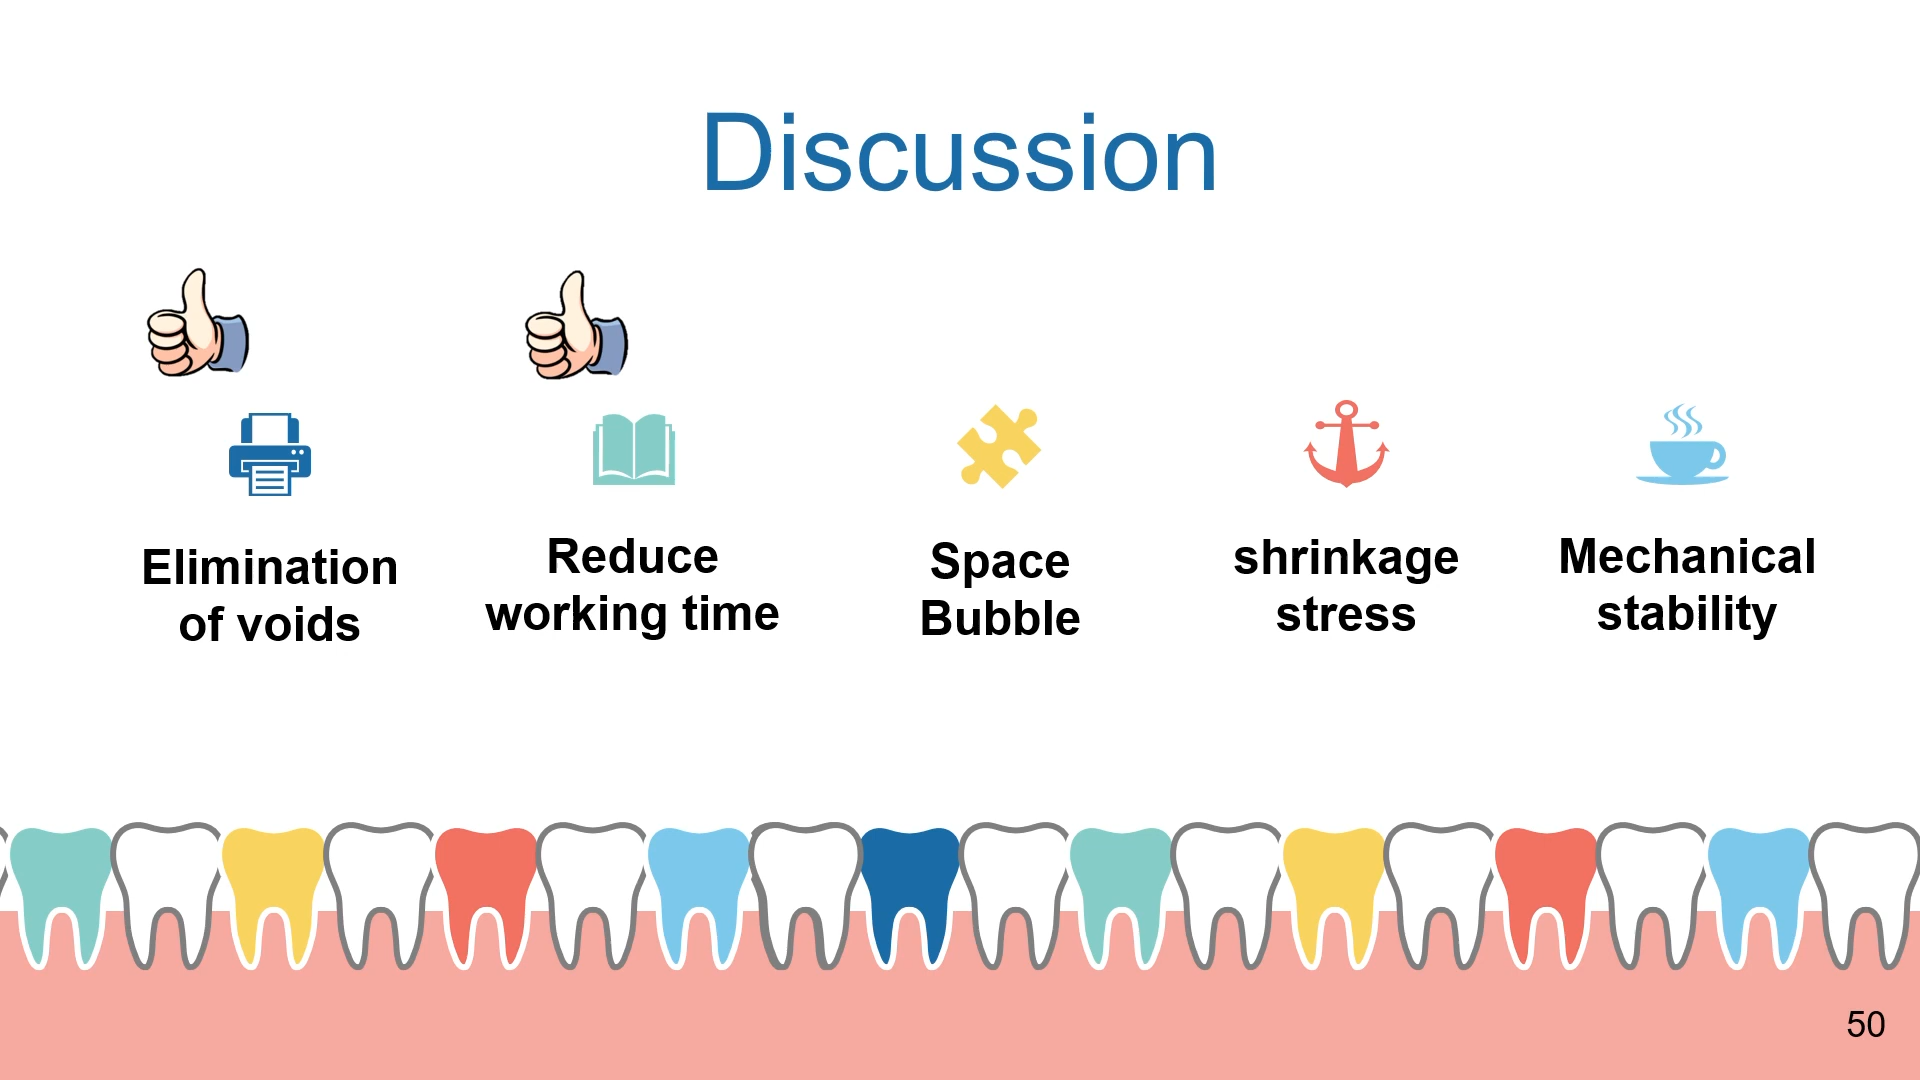 Discussion
Elimination
of voids
Reduce
working time
Space
Bubble
shrinkage
stress
Mechanical
stability
50